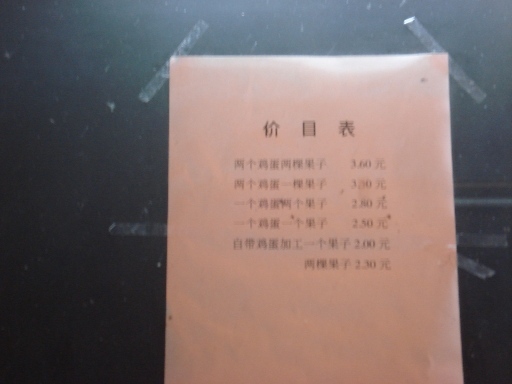 价目表
两个鸡蛋两棵果子 3.60元
两个鸡蛋一棵果子 3.30元
一个鸡蛋两个果子 2.80元
一个鸡蛋一个果子 2.50元
自带鸡蛋加工一个果子 2.00元
两棵果子 2.30元